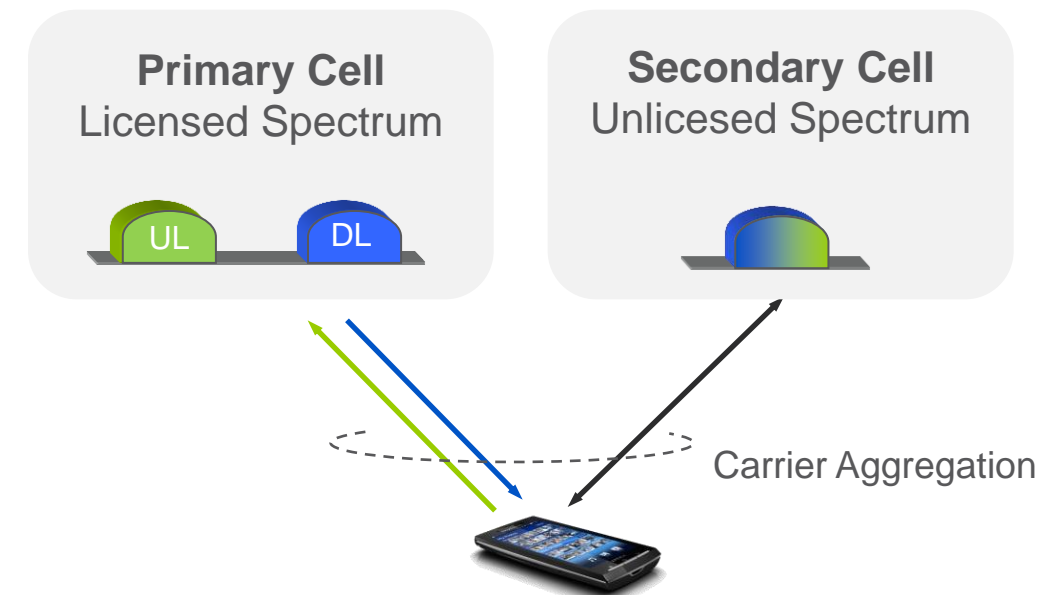 Primary Cell
Licensed Spectrum
UL
DL
Secondary Cell
Unlicesed Spectrum
Carrier Aggregation